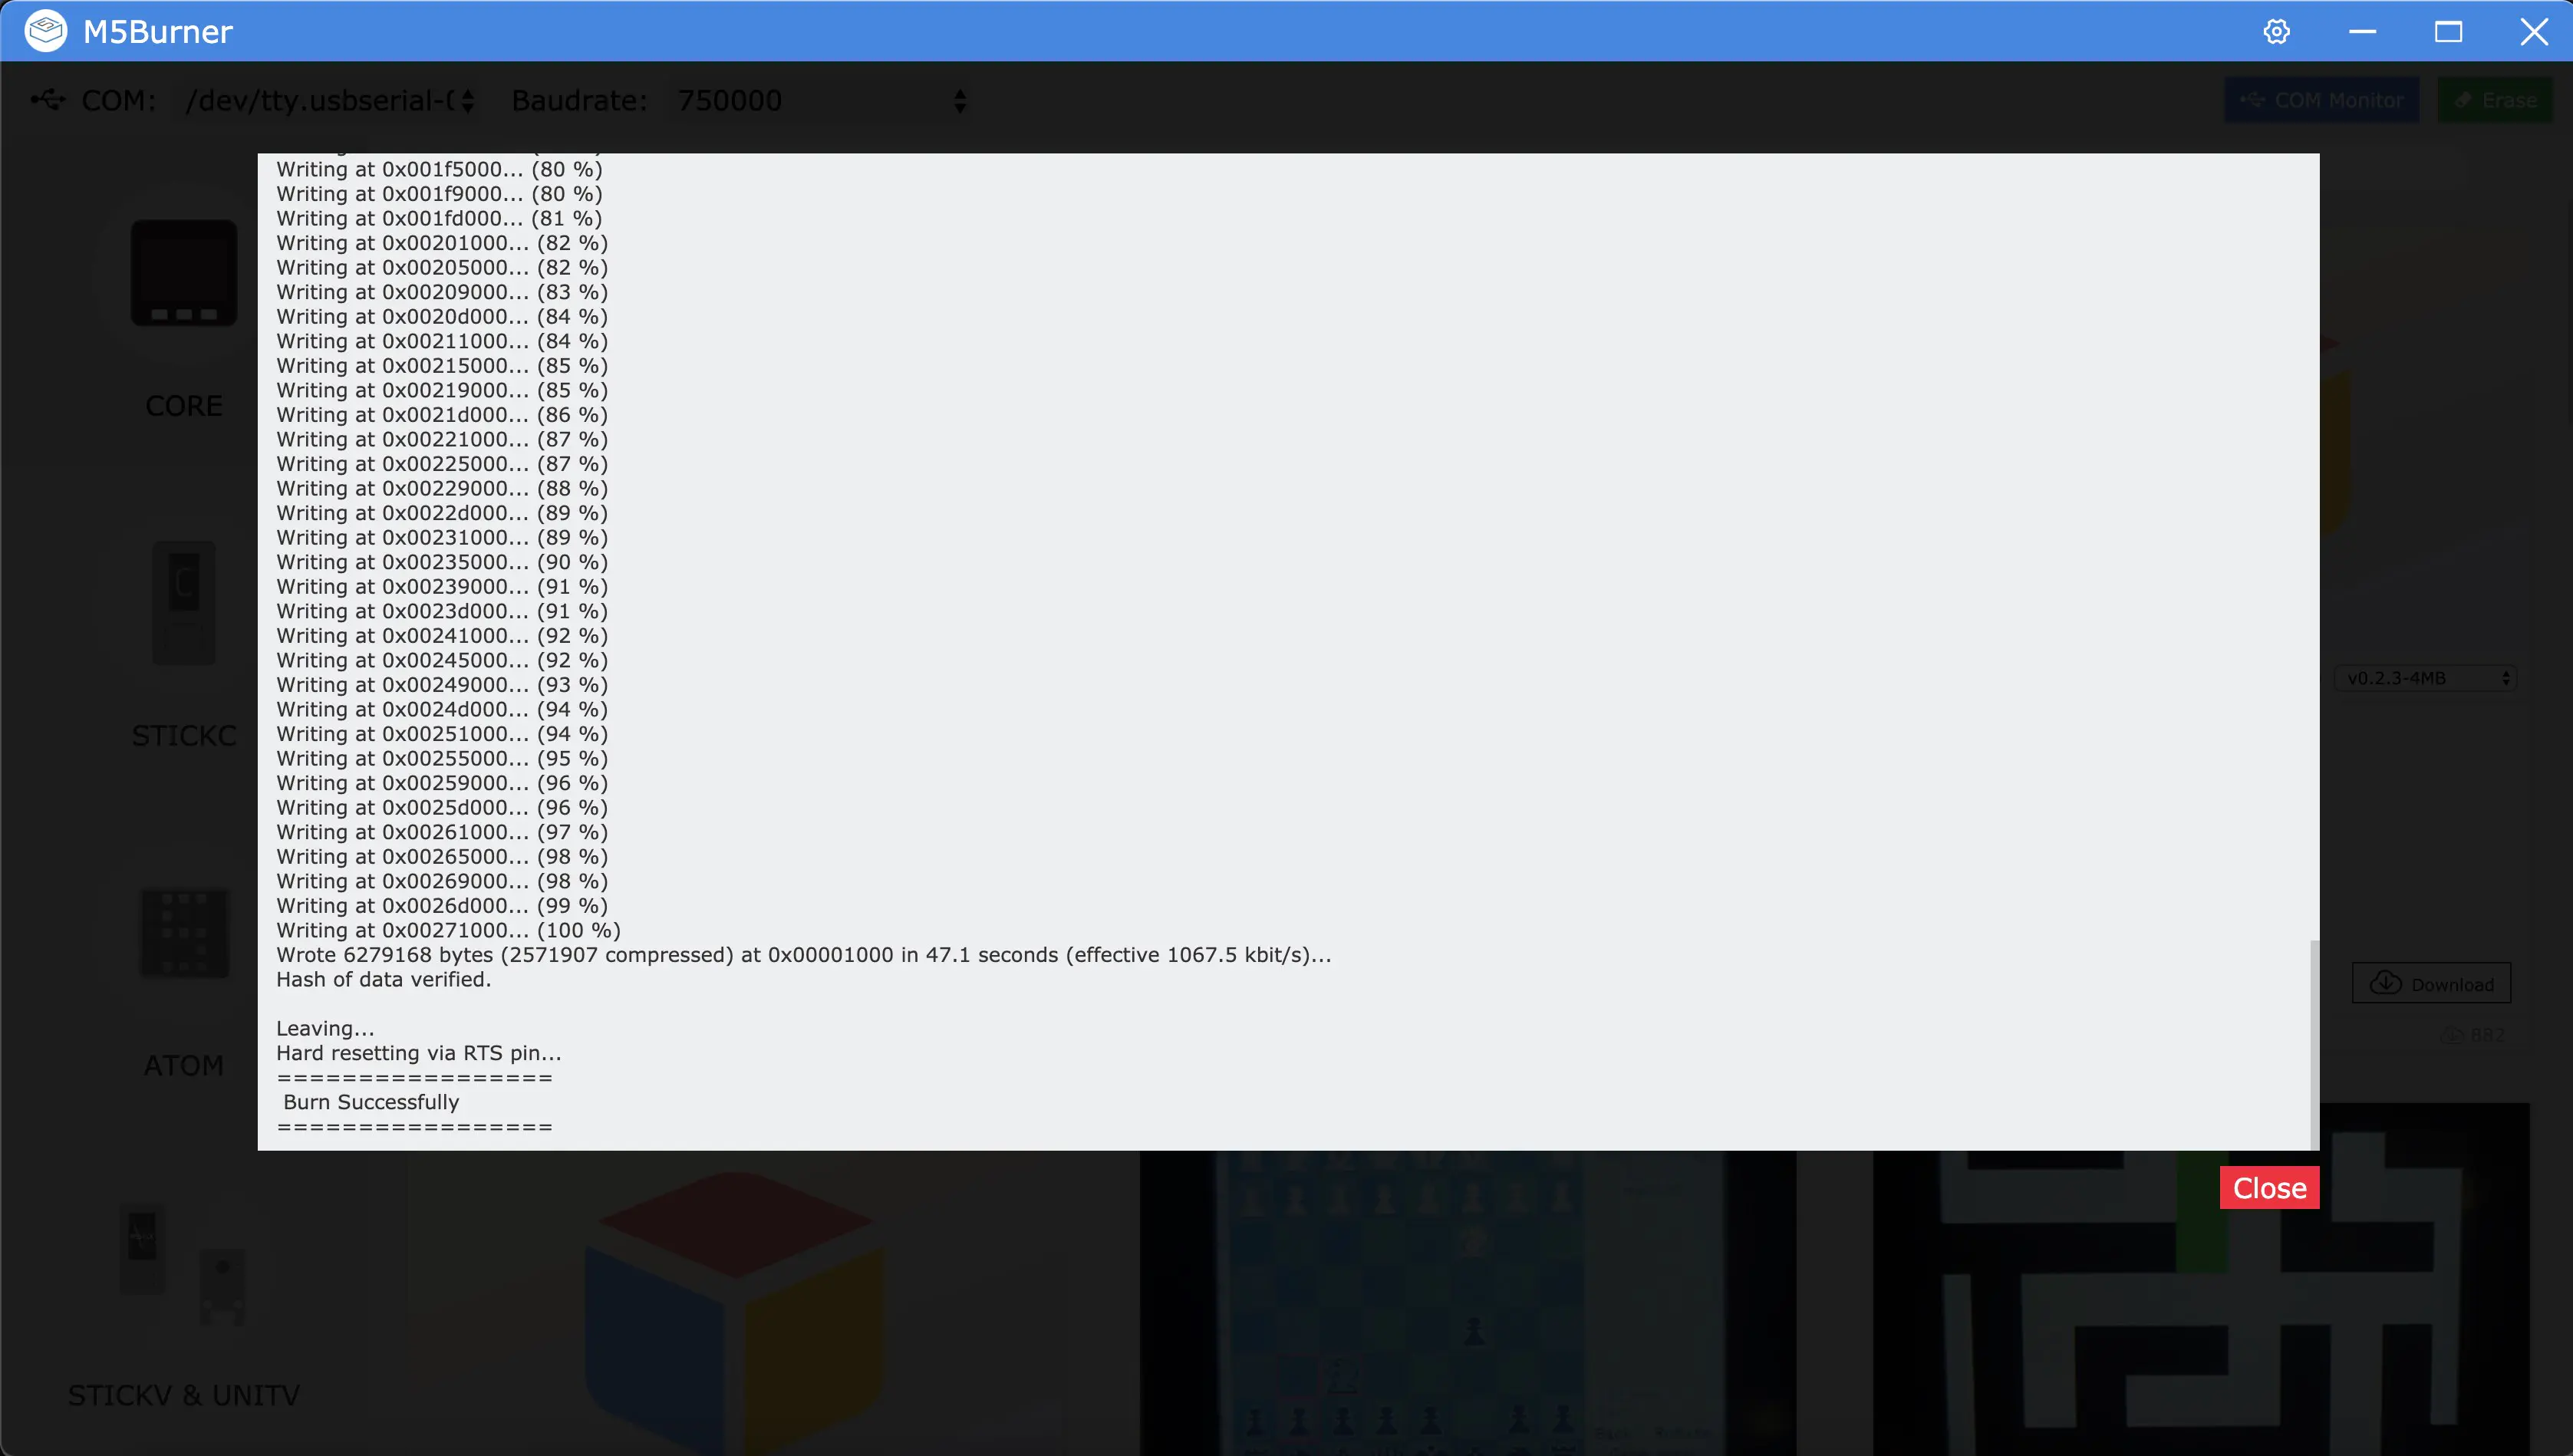 M5Burner
COM: /dev/tty.usbserial-( Baudrate: 750000
COM Monitor
Erase
Writing at 0x001f5000... (80 %)
Writing at 0x001f9000... (80 %)
Writing at 0x001fd000... (81 %)
Writing at 0x00201000... (82 %)
Writing at 0x00205000... (82 %)
Writing at 0x00209000... (83 %)
Writing at 0x0020d000... (84 %)
Writing at 0x00211000... (84 %)
Writing at 0x00215000... (85 %)
Writing at 0x00219000... (85 %)
Writing at 0x0021d000... (86 %)
Writing at 0x00221000... (87 %)
Writing at 0x00225000... (87 %)
Writing at 0x00229000... (88 %)
Writing at 0x0022d000... (89 %)
Writing at 0x00231000... (89 %)
Writing at 0x00235000... (90 %)
Writing at 0x00239000... (91 %)
Writing at 0x0023d000... (91 %)
Writing at 0x00241000... (92 %)
Writing at 0x00245000... (92 %)
Writing at 0x00249000... (93 %)
Writing at 0x0024d000... (94 %)
Writing at 0x00251000... (94 %)
Writing at 0x00255000... (95 %)
Writing at 0x00259000... (96 %)
Writing at 0x0025d000... (96 %)
Writing at 0x00261000... (97 %)
Writing at 0x00265000... (98 %)
Writing at 0x00269000... (98 %)
Writing at 0x0026d000... (99 %)
Writing at 0x00271000... (100 %)
Wrote 6279168 bytes (2571907 compressed) at 0x00001000 in 47.1 seconds (effective 1067.5 kbit/s)...
Hash of data verified.
Leaving...
Hard resetting via RTS pin...
=================
Burn Successfully
=================
Close
CORE
STICKC
ATOM
STICKV & UNITV
v0.2.3-4MB
Download
882